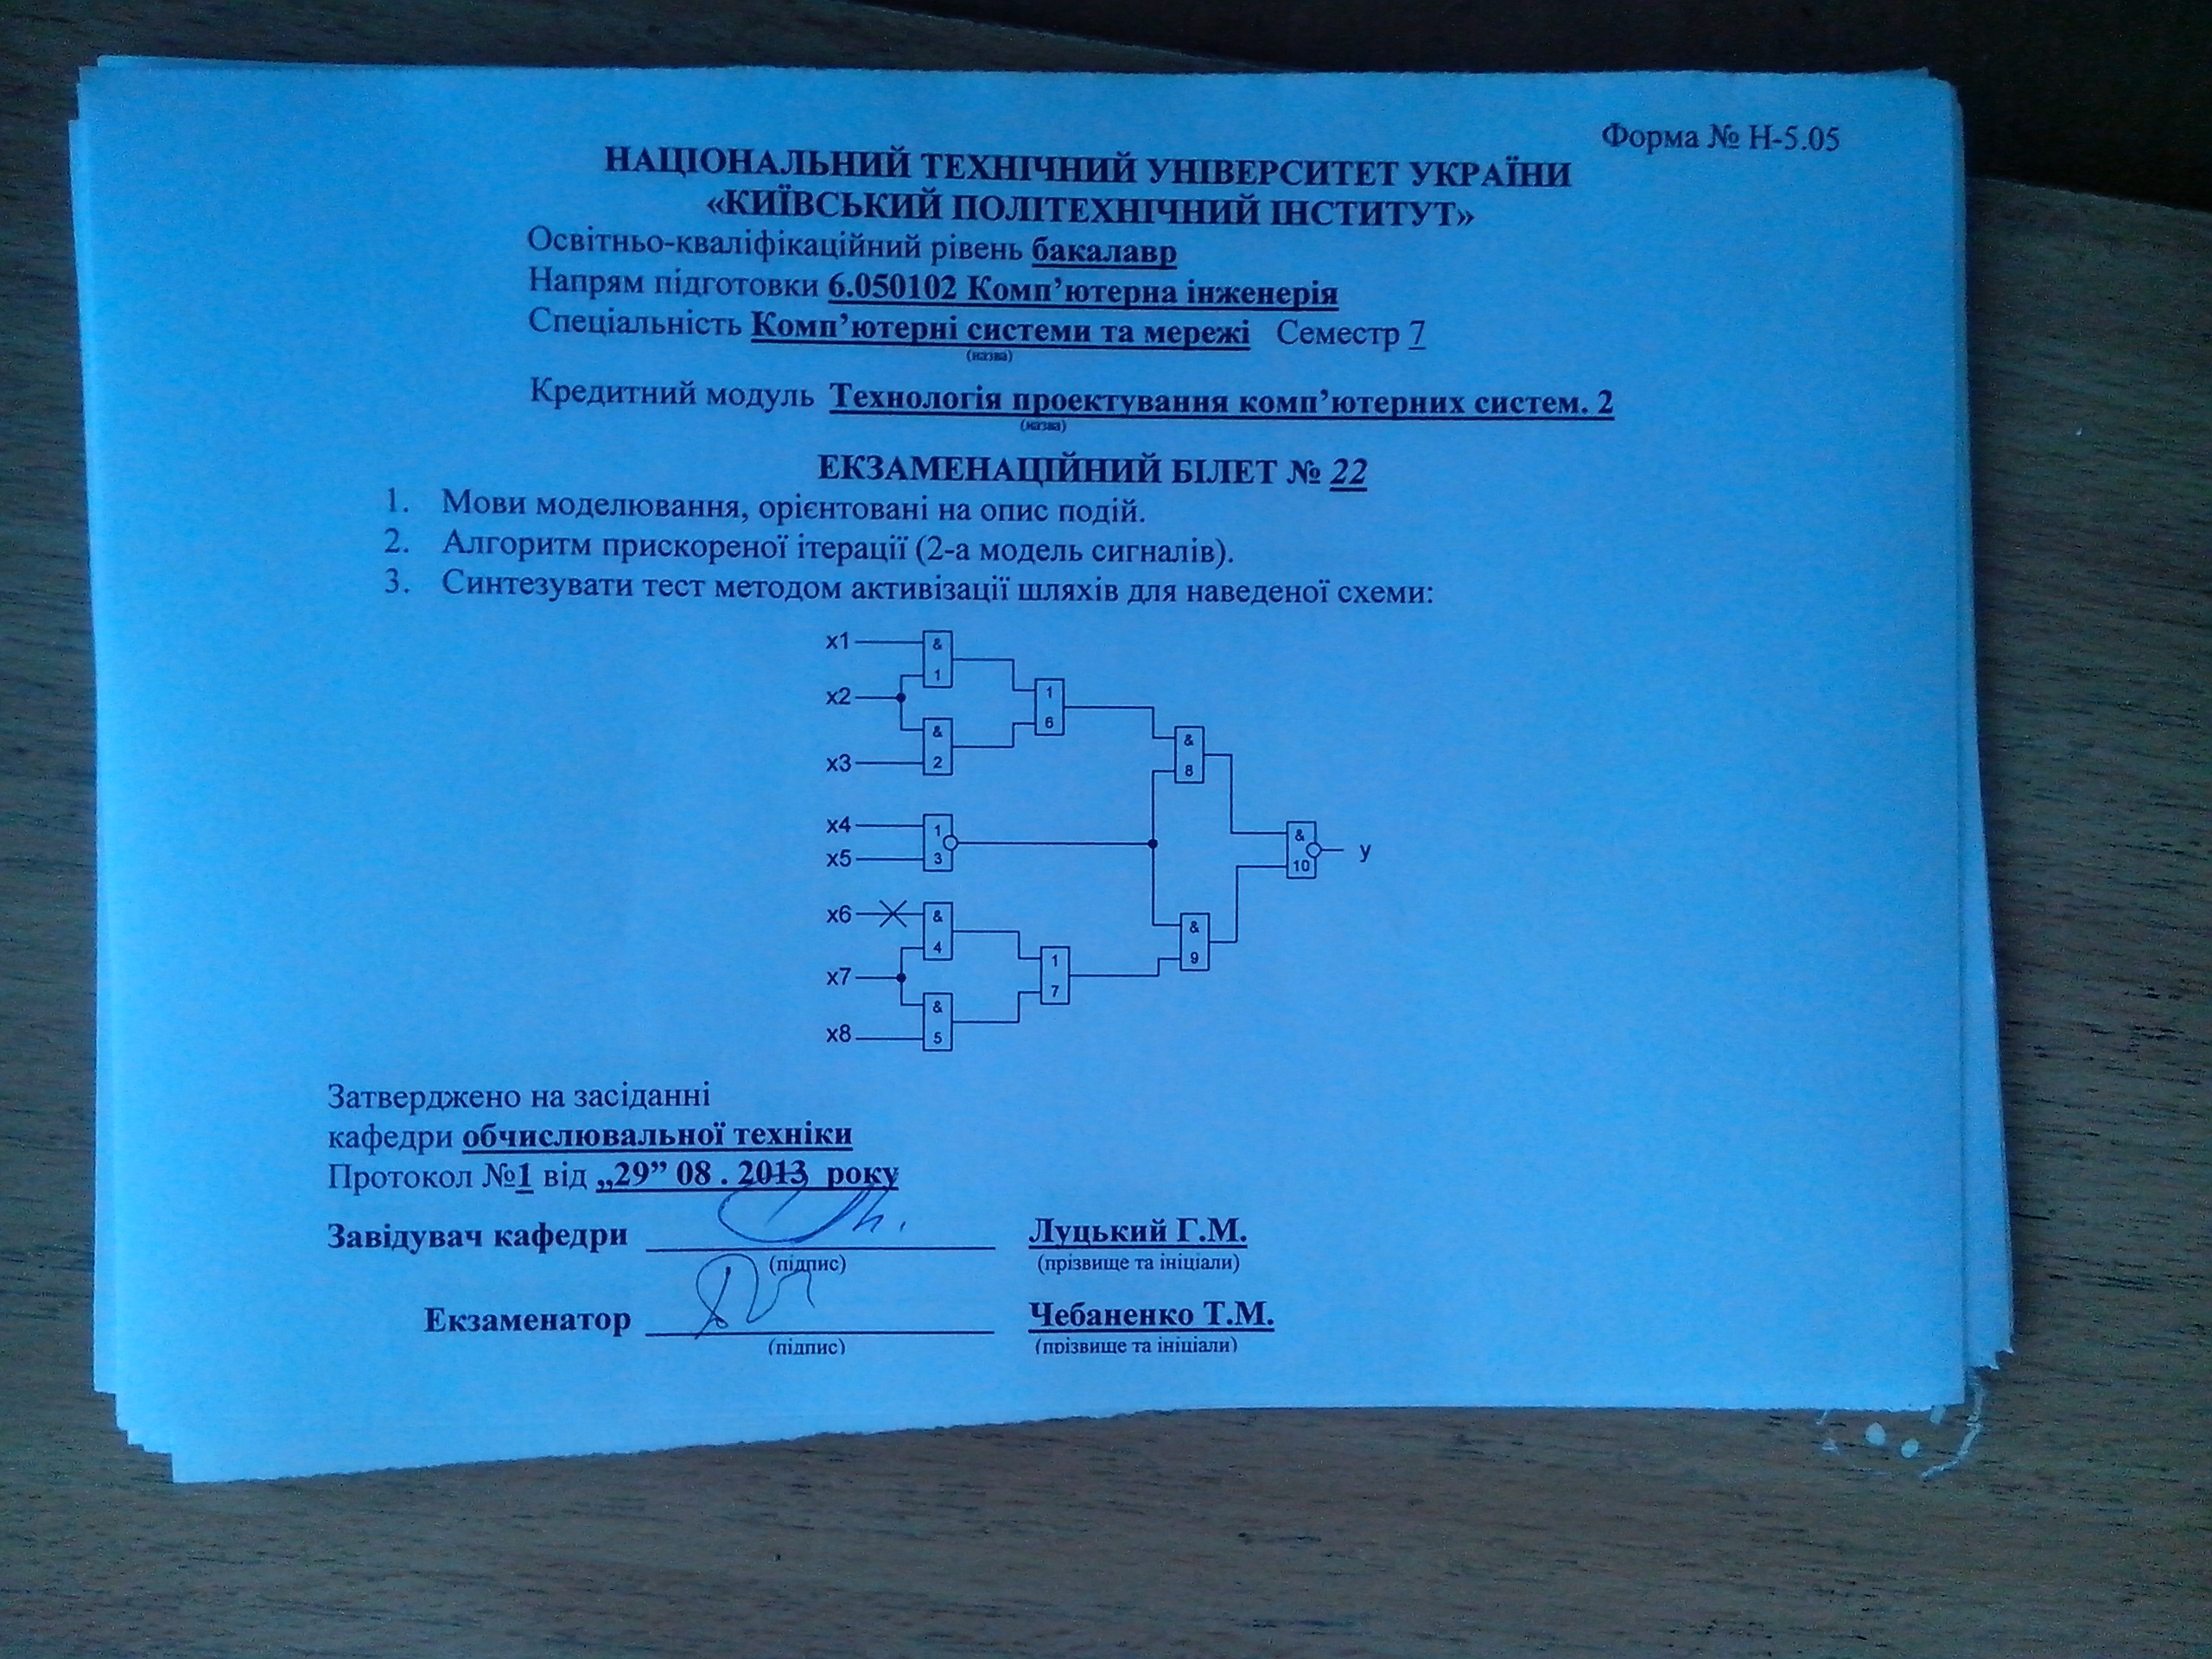 Форма № Н-5.05
НАЦІОНАЛЬНИЙ ТЕХНІЧНИЙ УНІВЕРСИТЕТ УКРАЇНИ
«КИЇВСЬКИЙ ПОЛІТЕХНІЧНИЙ ІНСТИТУТ»
Освітньо-кваліфікаційний рівень бакалавр
Напрям підготовки 6.050102 Комп’ютерна інженерія
Спеціальність Комп’ютерні системи та мережі Семестр 7
(назва)
Кредитний модуль Технологія проектування комп’ютерних систем. 2
(назва)
ЕКЗАМЕНАЦІЙНИЙ БІЛЕТ № 22
1. Мови моделювання, орієнтовані на опис подій.
2. Алгоритм прискореної ітерації (2-а модель сигналів).
3. Синтезувати тест методом активізації шляхів для наведеної схеми:
x1 & 1
x2 1 6
x3 & 2
& 8
x4 1
x5 3
& 10 y
x6 & 4
& 9
x7 1 7
x8 & 5
Затверджено на засіданні
кафедри обчислювальної техніки
Протокол №1 від „29” 08 . 2013 року
Завідувач кафедри Луцький Г.М.
(підпис) (прізвище та ініціали)
Екзаменатор Чебаненко Т.М.
(підпис) (прізвище та ініціали)